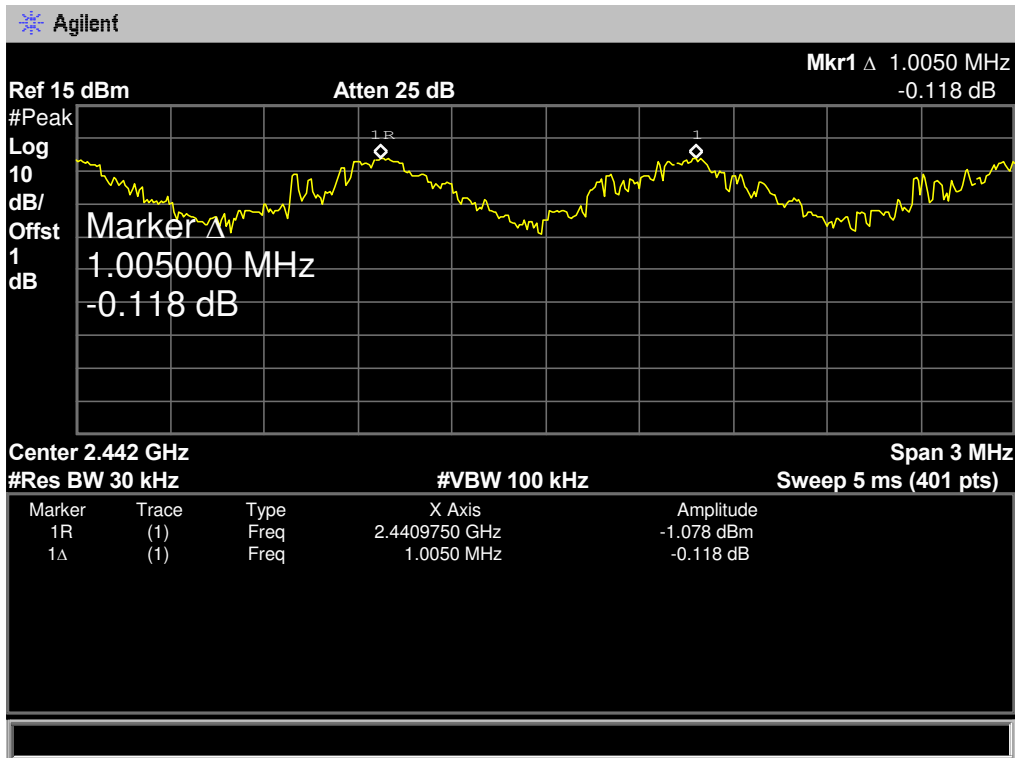 Agilent
Mkr1 Δ 1.0050 MHz
Ref 15 dBm Atten 25 dB -0.118 dB
#Peak
Log
10
dB/
Offst
1
dB
1R 1
Marker Δ
1.005000 MHz
-0.118 dB
Center 2.442 GHz Span 3 MHz
#Res BW 30 kHz #VBW 100 kHz Sweep 5 ms (401 pts)
Marker Trace Type X Axis Amplitude
1R (1) Freq 2.4409750 GHz -1.078 dBm
1Δ (1) Freq 1.0050 MHz -0.118 dB